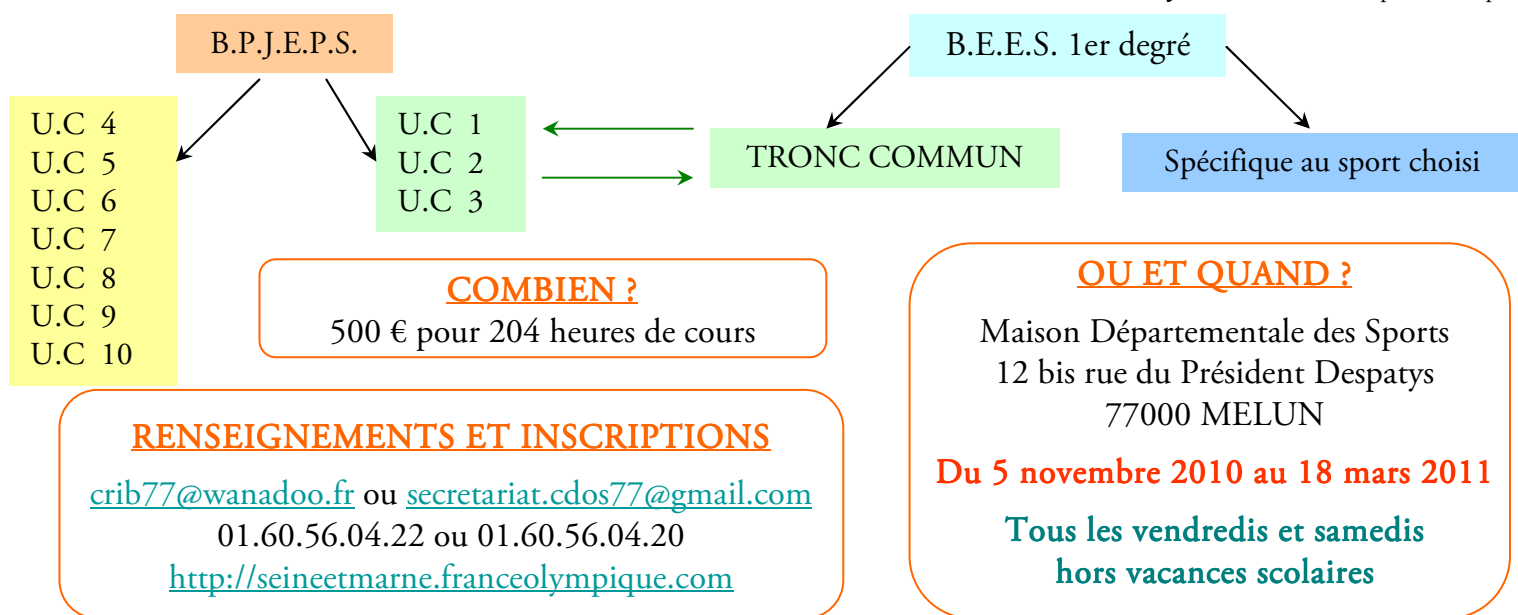 B.P.J.E.P.S.
B.E.E.S. 1er degré
U.C 4
U.C 5
U.C 6
U.C 7
U.C 8
U.C 9
U.C 10
U.C 1
U.C 2
U.C 3
TRONC COMMUN
Spécifique au sport choisi
COMBIEN ?
500 € pour 204 heures de cours
OU ET QUAND ?
Maison Départementale des Sports
12 bis rue du Président Despatys
77000 MELUN
Du 5 novembre 2010 au 18 mars 2011
Tous les vendredis et samedis
hors vacances scolaires
RENSEIGNEMENTS ET INSCRIPTIONS
crib77@wanadoo.fr ou secretariat.cdos77@gmail.com
01.60.56.04.22 ou 01.60.56.04.20
http://seineetmarne.franceolympique.com